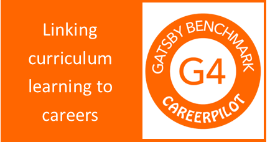 Linking
curriculum
learning to
careers
GATSBY BENCHMARK
G4
CAREERPILOT